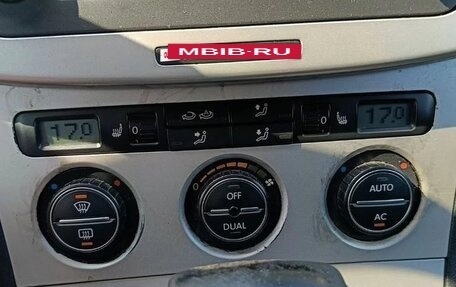 MBIB-RU
17.0
0
0
17.0
OFF
DUAL
AUTO
AC